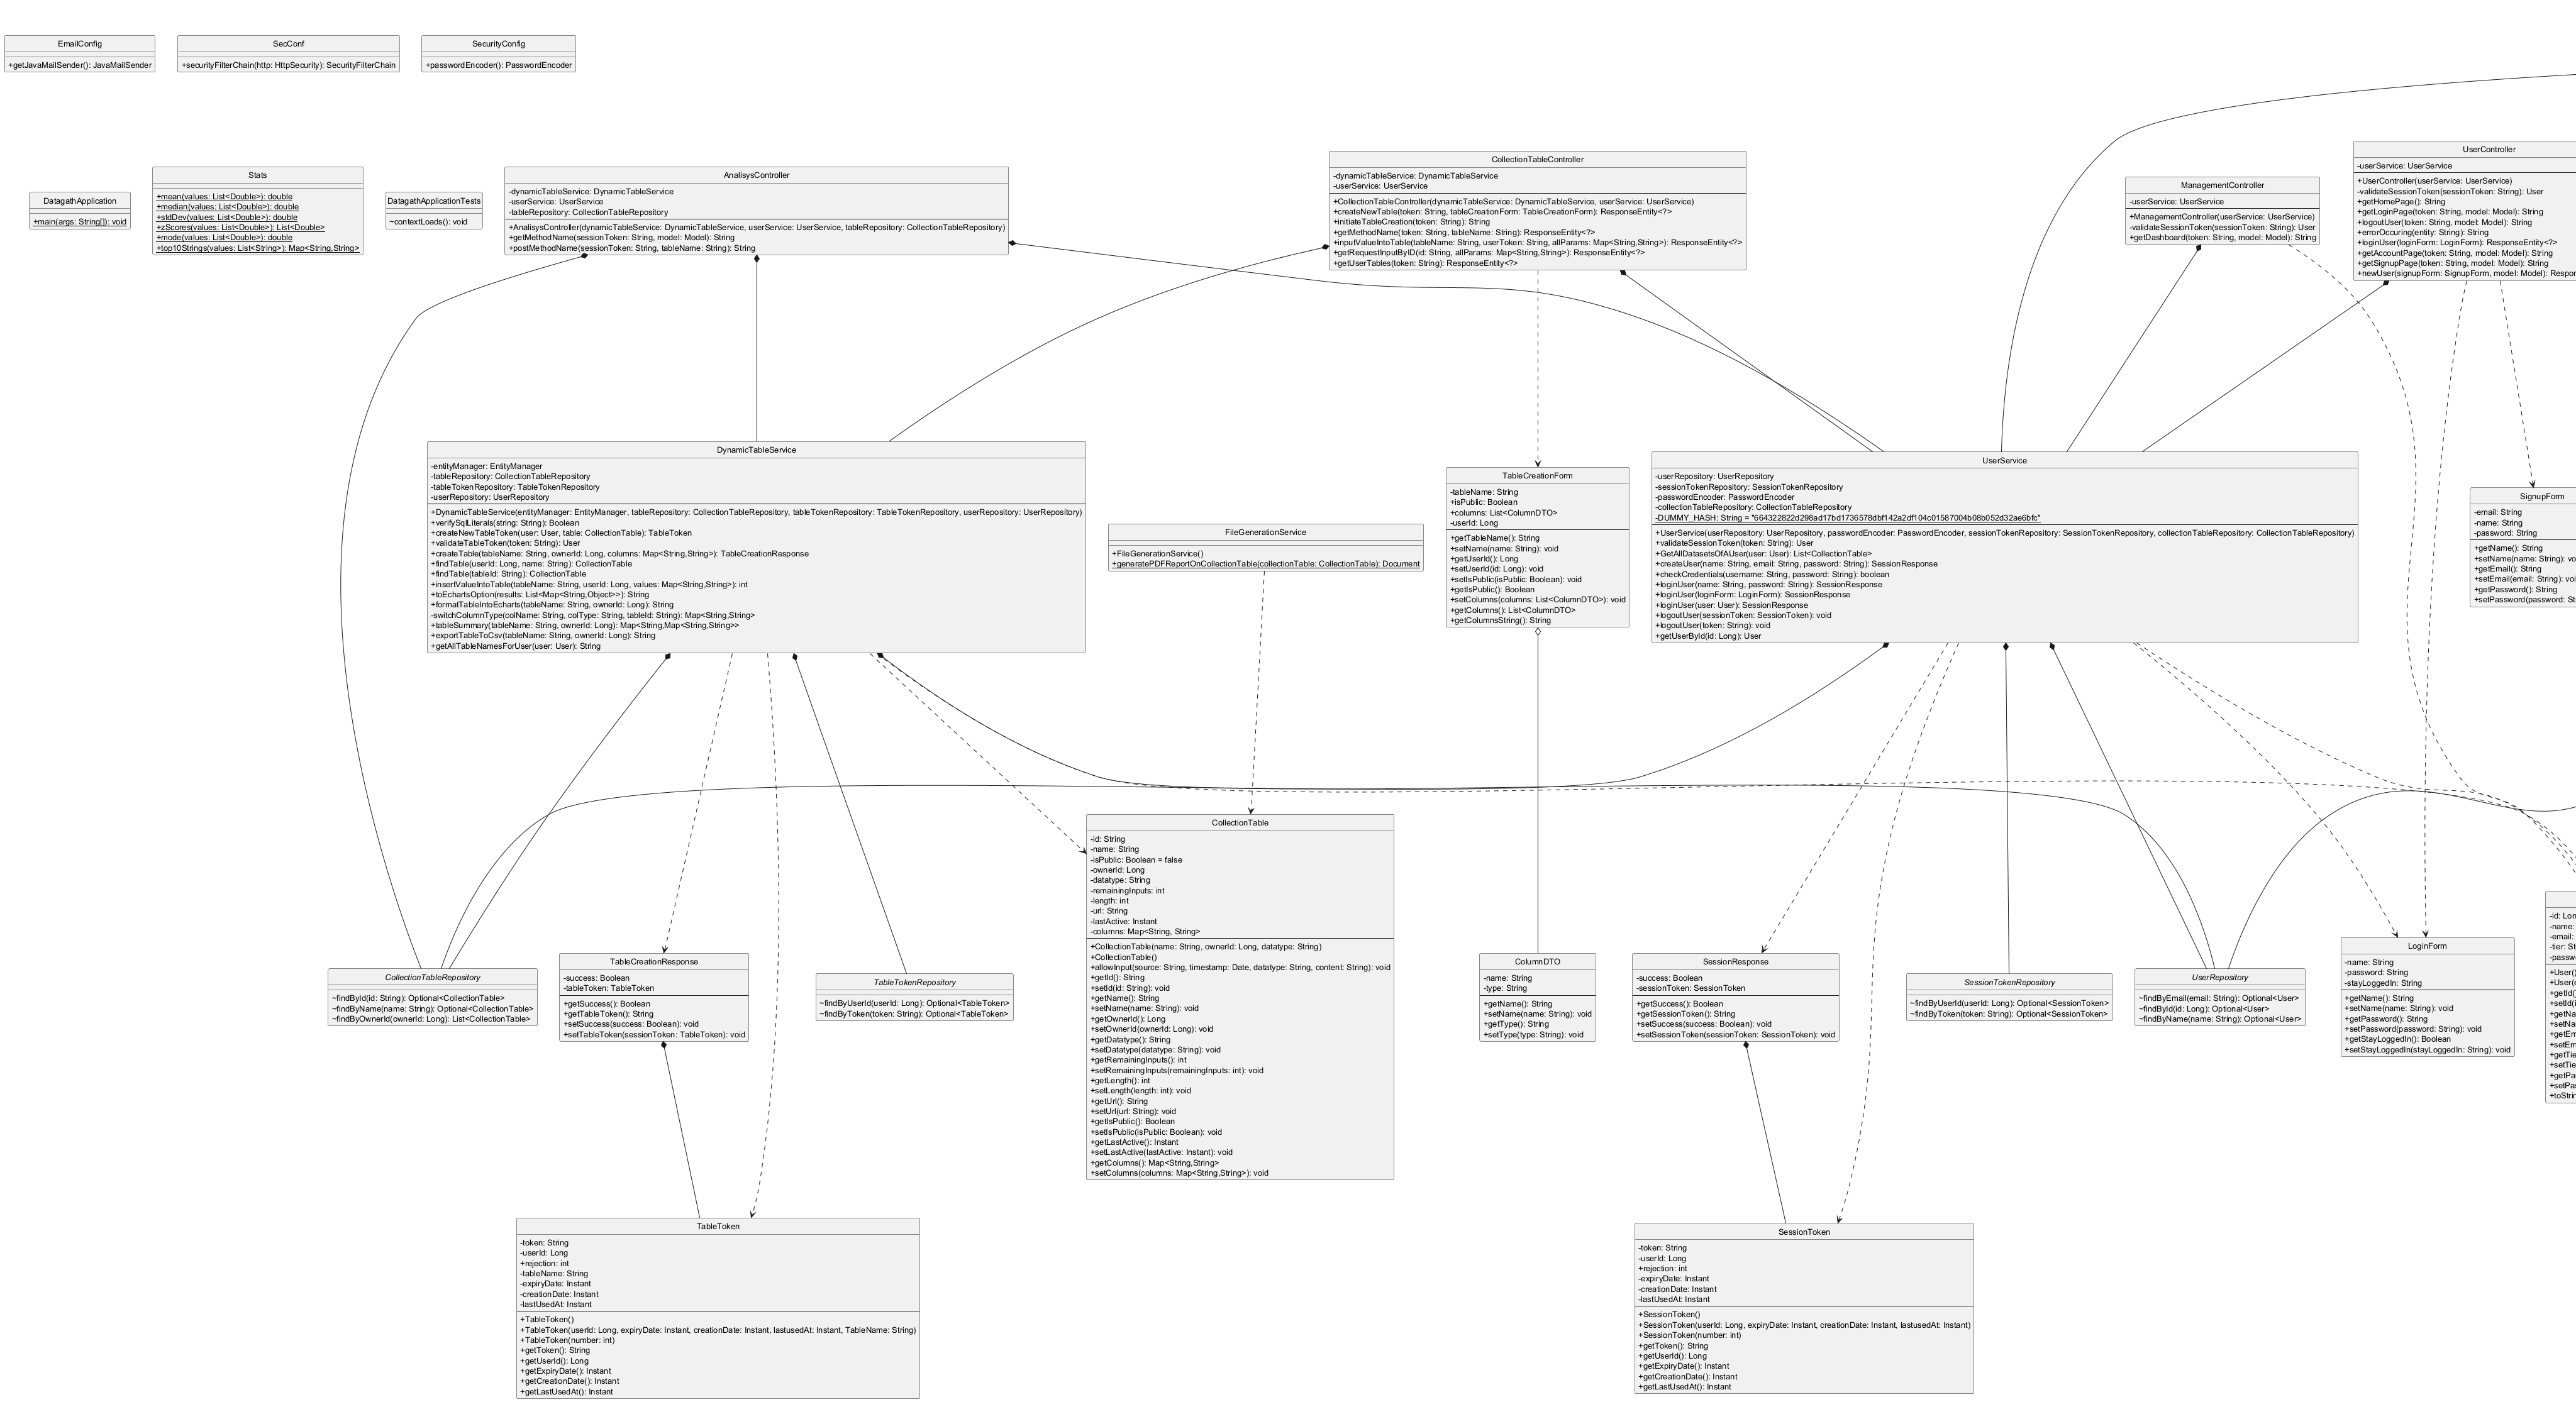 EmailConfig
+getJavaMailSender(): JavaMailSender
SecConf
+securityFilterChain(http: HttpSecurity): SecurityFilterChain
SecurityConfig
+passwordEncoder(): PasswordEncoder
DatagathApplication
+main(args: String[]): void
Stats
+mean(values: List<Double>): double
+median(values: List<Double>): double
+stdDev(values: List<Double>): double
+zScores(values: List<Double>): List<Double>
+mode(values: List<Double>): double
+top10Strings(values: List<String>): Map<String,String>
DatagathApplicationTests
~contextLoads(): void
AnalisysController
-dynamicTableService: DynamicTableService
-userService: UserService
-tableRepository: CollectionTableRepository
+AnalisysController(dynamicTableService: DynamicTableService, userService: UserService, tableRepository: CollectionTableRepository)
+getMethodName(sessionToken: String, model: Model): String
+postMethodName(sessionToken: String, tableName: String): String
CollectionTableController
-dynamicTableService: DynamicTableService
-userService: UserService
+CollectionTableController(dynamicTableService: DynamicTableService, userService: UserService)
+createNewTable(token: String, tableCreationForm: TableCreationForm): ResponseEntity<?>
+initiateTableCreation(token: String): String
+getMethodName(token: String, tableName: String): ResponseEntity<?>
+inputValueIntoTable(tableName: String, userToken: String, allParams: Map<String,String>): ResponseEntity<?>
+getRequestInputByID(id: String, allParams: Map<String,String>): ResponseEntity<?>
+getUserTables(token: String): ResponseEntity<?>
ManagementController
-userService: UserService
+ManagementController(userService: UserService)
-validateSessionToken(sessionToken: String): User
+getDashboard(token: String, model: Model): String
UserController
-userService: UserService
+UserController(userService: UserService)
-validateSessionToken(sessionToken: String): User
+getHomePage(): String
+getLoginPage(token: String, model: Model): String
+logoutUser(token: String, model: Model): String
+errorOccuring(entity: String): String
+loginUser(loginForm: LoginForm): ResponseEntity<?>
+getAccountPage(token: String, model: Model): String
+getSignupPage(token: String, model: Model): String
+newUser(signupForm: SignupForm, model: Model): Respon
DynamicTableService
-entityManager: EntityManager
-tableRepository: CollectionTableRepository
-tableTokenRepository: TableTokenRepository
-userRepository: UserRepository
+DynamicTableService(entityManager: EntityManager, tableRepository: CollectionTableRepository, tableTokenRepository: TableTokenRepository, userRepository: UserRepository)
+verifySqlLiterals(string: String): Boolean
+createNewTableToken(user: User, table: CollectionTable): TableToken
+validateTableToken(token: String): User
+createTable(tableName: String, ownerId: Long, columns: Map<String,String>): TableCreationResponse
+findTable(userId: Long, name: String): CollectionTable
+findTable(tableId: String): CollectionTable
+insertValueIntoTable(tableName: String, userId: Long, values: Map<String,String>): int
+toEchartsOption(results: List<Map<String,Object>>): String
+formatTableIntoEcharts(tableName: String, ownerId: Long): String
-switchColumnType(colName: String, colType: String, tableId: String): Map<String,String>
+tableSummary(tableName: String, ownerId: Long): Map<String,Map<String,String>>
+exportTableToCsv(tableName: String, ownerId: Long): String
+getAllTableNamesForUser(user: User): String
FileGenerationService
+FileGenerationService()
+generatePDFReportOnCollectionTable(collectionTable: CollectionTable): Document
TableCreationForm
-tableName: String
+isPublic: Boolean
+columns: List<ColumnDTO>
-userId: Long
+getTableName(): String
+setName(name: String): void
+getUserId(): Long
+setUserId(id: Long): void
+setIsPublic(isPublic: Boolean): void
+getIsPublic(): Boolean
+setColumns(columns: List<ColumnDTO>): void
+getColumns(): List<ColumnDTO>
+getColumnsString(): String
UserService
-userRepository: UserRepository
-sessionTokenRepository: SessionTokenRepository
-passwordEncoder: PasswordEncoder
-collectionTableRepository: CollectionTableRepository
-DUMMY_HASH: String = "664322822d298ad17bd1736578dbf142a2df104c01587004b08b052d32ae6bfc"
+UserService(userRepository: UserRepository, passwordEncoder: PasswordEncoder, sessionTokenRepository: SessionTokenRepository, collectionTableRepository: CollectionTableRepository)
+validateSessionToken(token: String): User
+GetAllDatasetsOfAUser(user: User): List<CollectionTable>
+createUser(name: String, email: String, password: String): SessionResponse
+checkCredentials(username: String, password: String): boolean
+loginUser(name: String, password: String): SessionResponse
+loginUser(loginForm: LoginForm): SessionResponse
+loginUser(user: User): SessionResponse
+logoutUser(sessionToken: SessionToken): void
+logoutUser(token: String): void
+getUserById(id: Long): User
SignupForm
-email: String
-name: String
-password: String
+getName(): String
+setName(name: String): vo
+getEmail(): String
+setEmail(email: String): voi
+getPassword(): String
+setPassword(password: St
CollectionTableRepository
~findById(id: String): Optional<CollectionTable>
~findByName(name: String): Optional<CollectionTable>
~findByOwnerId(ownerId: Long): List<CollectionTable>
TableCreationResponse
-success: Boolean
-tableToken: TableToken
+getSuccess(): Boolean
+getTableToken(): String
+setSuccess(success: Boolean): void
+setTableToken(sessionToken: TableToken): void
TableTokenRepository
~findByUserId(userId: Long): Optional<TableToken>
~findByToken(token: String): Optional<TableToken>
CollectionTable
-id: String
-name: String
-isPublic: Boolean = false
-ownerId: Long
-datatype: String
-remainingInputs: int
-length: int
-url: String
-lastActive: Instant
-columns: Map<String, String>
+CollectionTable(name: String, ownerId: Long, datatype: String)
+CollectionTable()
+allowInput(source: String, timestamp: Date, datatype: String, content: String): void
+getId(): String
+setId(id: String): void
+getName(): String
+setName(name: String): void
+getOwnerId(): Long
+setOwnerId(ownerId: Long): void
+getDatatype(): String
+setDatatype(datatype: String): void
+getRemainingInputs(): int
+setRemainingInputs(remainingInputs: int): void
+getLength(): int
+setLength(length: int): void
+getUrl(): String
+setUrl(url: String): void
+getIsPublic(): Boolean
+setIsPublic(isPublic: Boolean): void
+getLastActive(): Instant
+setLastActive(lastActive: Instant): void
+getColumns(): Map<String,String>
+setColumns(columns: Map<String,String>): void
ColumnDTO
-name: String
-type: String
+getName(): String
+setName(name: String): void
+getType(): String
+setType(type: String): void
SessionResponse
-success: Boolean
-sessionToken: SessionToken
+getSuccess(): Boolean
+getSessionToken(): String
+setSuccess(success: Boolean): void
+setSessionToken(sessionToken: SessionToken): void
SessionTokenRepository
~findByUserId(userId: Long): Optional<SessionToken>
~findByToken(token: String): Optional<SessionToken>
UserRepository
~findByEmail(email: String): Optional<User>
~findById(id: Long): Optional<User>
~findByName(name: String): Optional<User>
LoginForm
-name: String
-password: String
-stayLoggedIn: String
+getName(): String
+setName(name: String): void
+getPassword(): String
+setPassword(password: String): void
+getStayLoggedIn(): Boolean
+setStayLoggedIn(stayLoggedIn: String): void
-id: Lon
-name:
-email:
-tier: St
-passw
+User()
+User(e
+getId()
+setId(i
+getNa
+setNa
+getEm
+setEm
+getTie
+setTie
+getPa
+setPa
+toStrin
TableToken
-token: String
-userId: Long
+rejection: int
-tableName: String
-expiryDate: Instant
-creationDate: Instant
-lastUsedAt: Instant
+TableToken()
+TableToken(userId: Long, expiryDate: Instant, creationDate: Instant, lastusedAt: Instant, TableName: String)
+TableToken(number: int)
+getToken(): String
+getUserId(): Long
+getExpiryDate(): Instant
+getCreationDate(): Instant
+getLastUsedAt(): Instant
SessionToken
-token: String
-userId: Long
+rejection: int
-expiryDate: Instant
-creationDate: Instant
-lastUsedAt: Instant
+SessionToken()
+SessionToken(userId: Long, expiryDate: Instant, creationDate: Instant, lastusedAt: Instant)
+SessionToken(number: int)
+getToken(): String
+getUserId(): Long
+getExpiryDate(): Instant
+getCreationDate(): Instant
+getLastUsedAt(): Instant